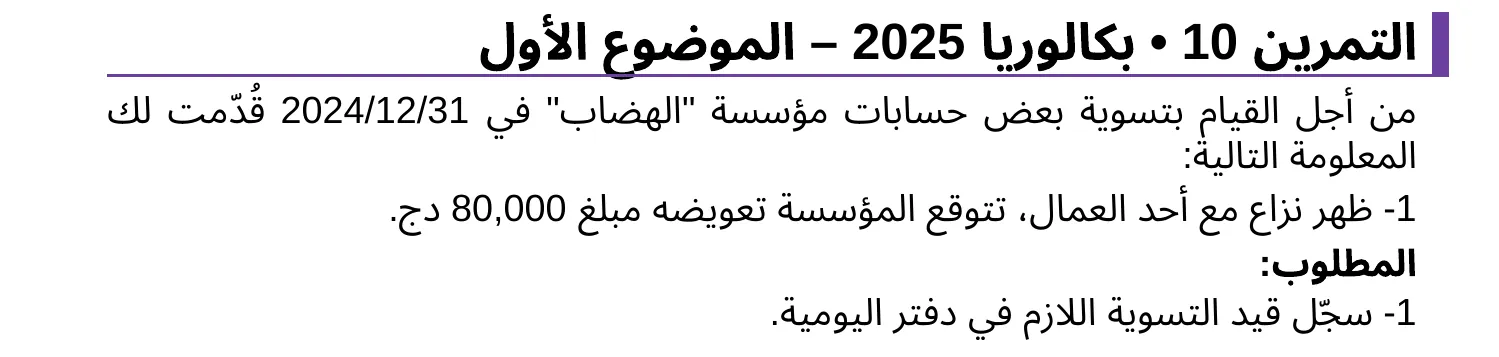 التمرين 10 • بكالوريا 2025 – الموضوع الأول
من أجل القيام بتسوية بعض حسابات مؤسسة "الهضاب" في 2024/12/31 قُدّمت لك
المعلومة التالية:
1- ظهر نزاع مع أحد العمال، تتوقع المؤسسة تعويضه مبلغ 80,000 دج.
المطلوب:
1- سجّل قيد التسوية اللازم في دفتر اليومية.